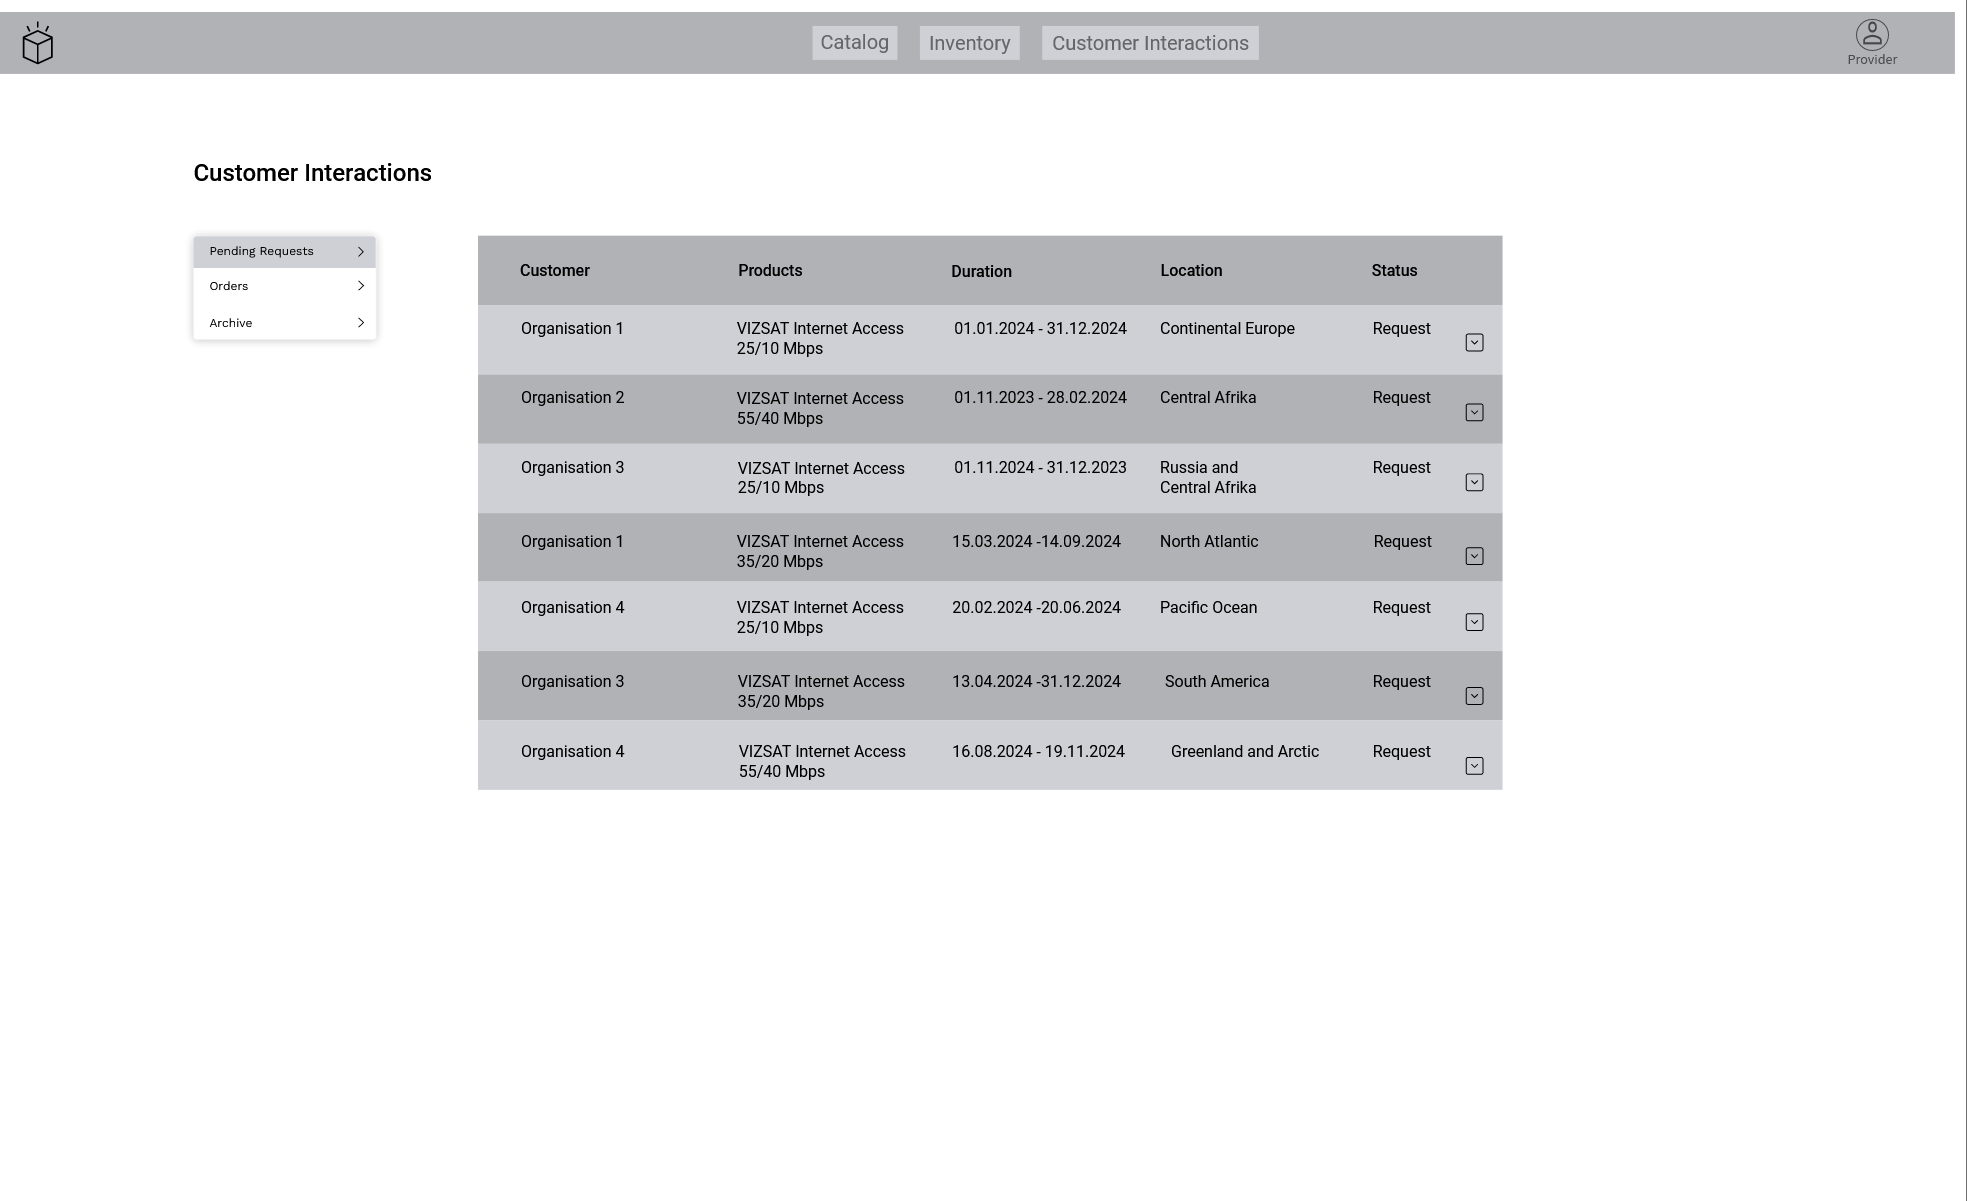 Catalog
Inventory
Customer Interactions
Provider
Customer Interactions
Pending Requests
Orders
Archive
Customer Products Duration Location Status
Organisation 1 VIZSAT Internet Access 01.01.2024 - 31.12.2024 Continental Europe Request
25/10 Mbps
Organisation 2 VIZSAT Internet Access 01.11.2023 - 28.02.2024 Central Afrika Request
55/40 Mbps
Organisation 3 VIZSAT Internet Access 01.11.2024 - 31.12.2023 Russia and Request
25/10 Mbps Central Afrika
Organisation 1 VIZSAT Internet Access 15.03.2024 -14.09.2024 North Atlantic Request
35/20 Mbps
Organisation 4 VIZSAT Internet Access 20.02.2024 -20.06.2024 Pacific Ocean Request
25/10 Mbps
Organisation 3 VIZSAT Internet Access 13.04.2024 -31.12.2024 South America Request
35/20 Mbps
Organisation 4 VIZSAT Internet Access 16.08.2024 - 19.11.2024 Greenland and Arctic Request
55/40 Mbps